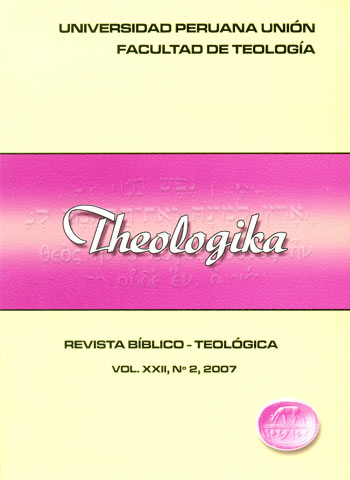 UNIVERSIDAD PERUANA UNIÓN
FACULTAD DE TEOLOGÍA
Theologika
REVISTA BÍBLICO - TEOLÓGICA
VOL. XXII, Nº 2, 2007